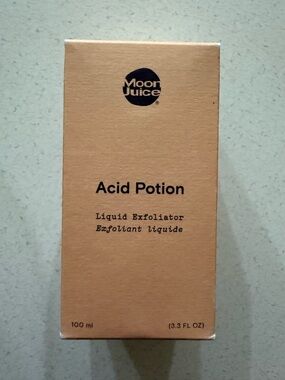 Moon
Juice®
Acid Potion
Liquid Exfoliator
Exfoliant liquide
100 ml (3.3 FL OZ)